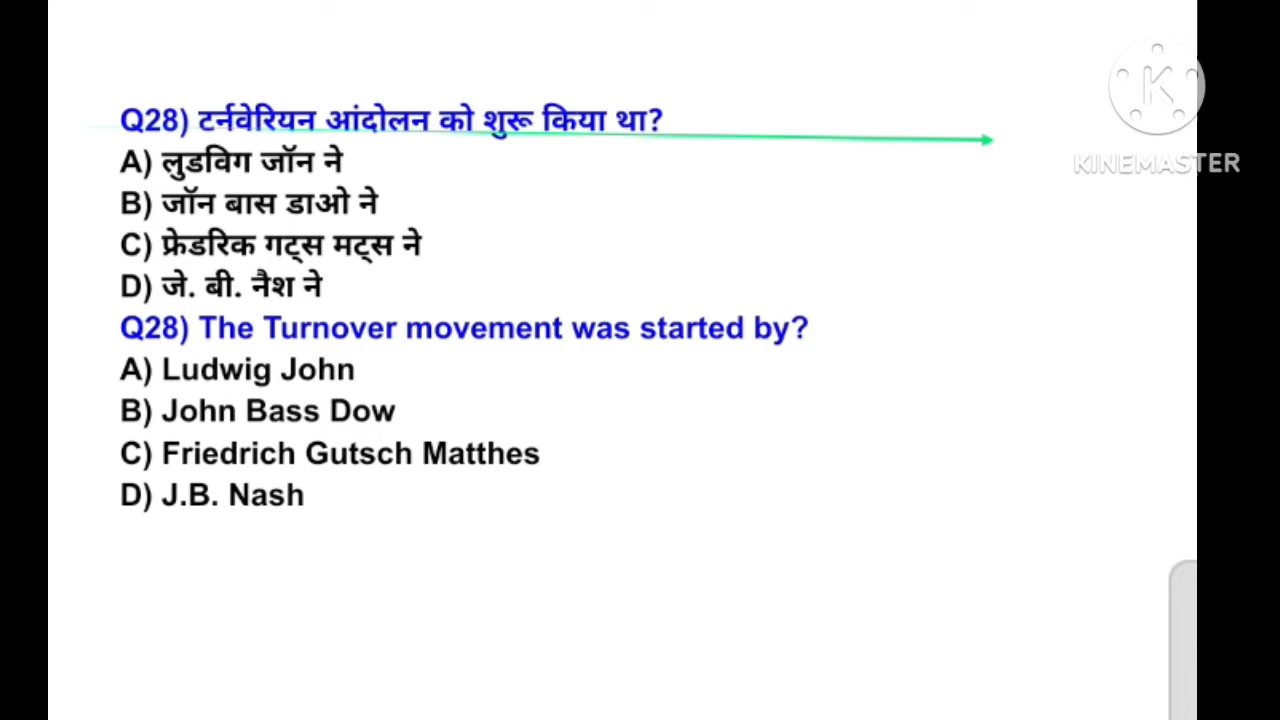 Q28) टर्नवेरियन आंदोलन को शुरू किया था?
A) लुडविग जॉन ने
B) जॉन बास डाओ ने
C) फ्रेडरिक गट्स मट्स ने
D) जे. बी. नैश ने
Q28) The Turnover movement was started by?
A) Ludwig John
B) John Bass Dow
C) Friedrich Gutsch Matthes
D) J.B. Nash
K
KINEMASTER